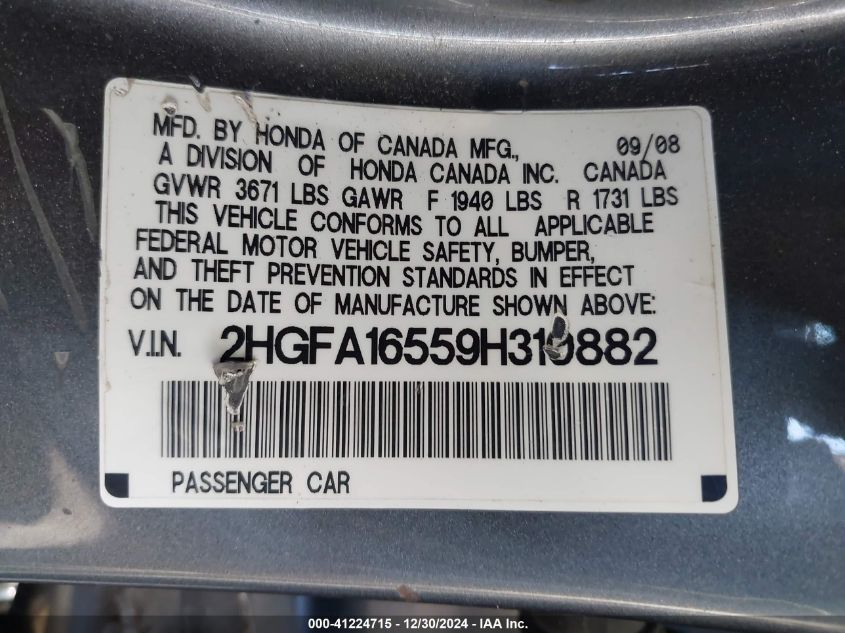 MFD. BY HONDA OF CANADA MFG., 09/08
A DIVISION OF HONDA CANADA INC. CANADA
GVWR 3671 LBS GAWR F 1940 LBS R 1731 LBS
THIS VEHICLE CONFORMS TO ALL APPLICABLE
FEDERAL MOTOR VEHICLE SAFETY, BUMPER,
AND THEFT PREVENTION STANDARDS IN EFFECT
ON THE DATE OF MANUFACTURE SHOWN ABOVE:
V.I.N. 2HGFA16559H310882
PASSENGER CAR
000-41224715 - 12/30/2024 - IAA Inc.